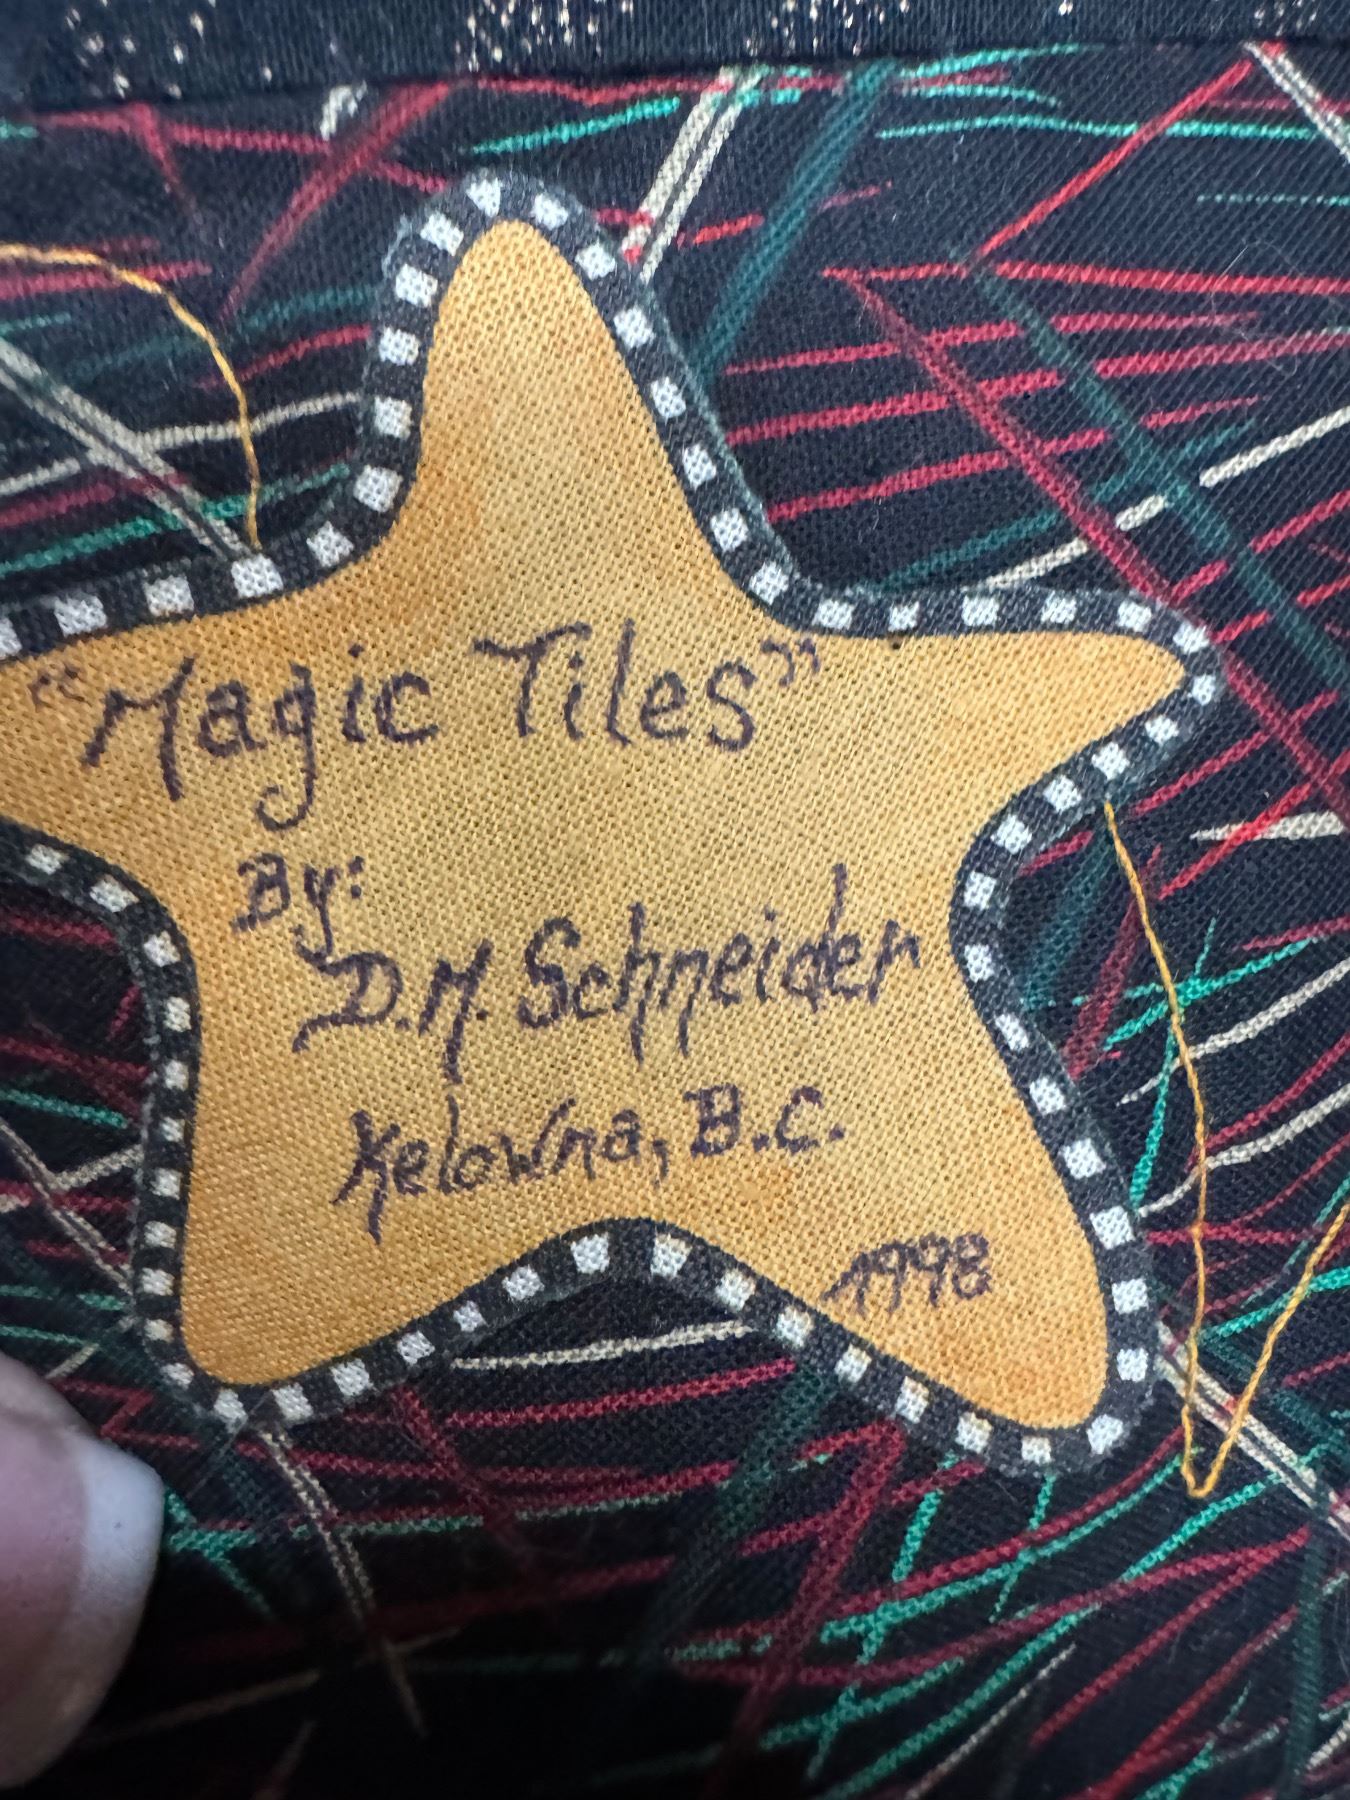 "Magic Tiles"
By:
D.M. Schneider
Kelowna, B.C.
1998